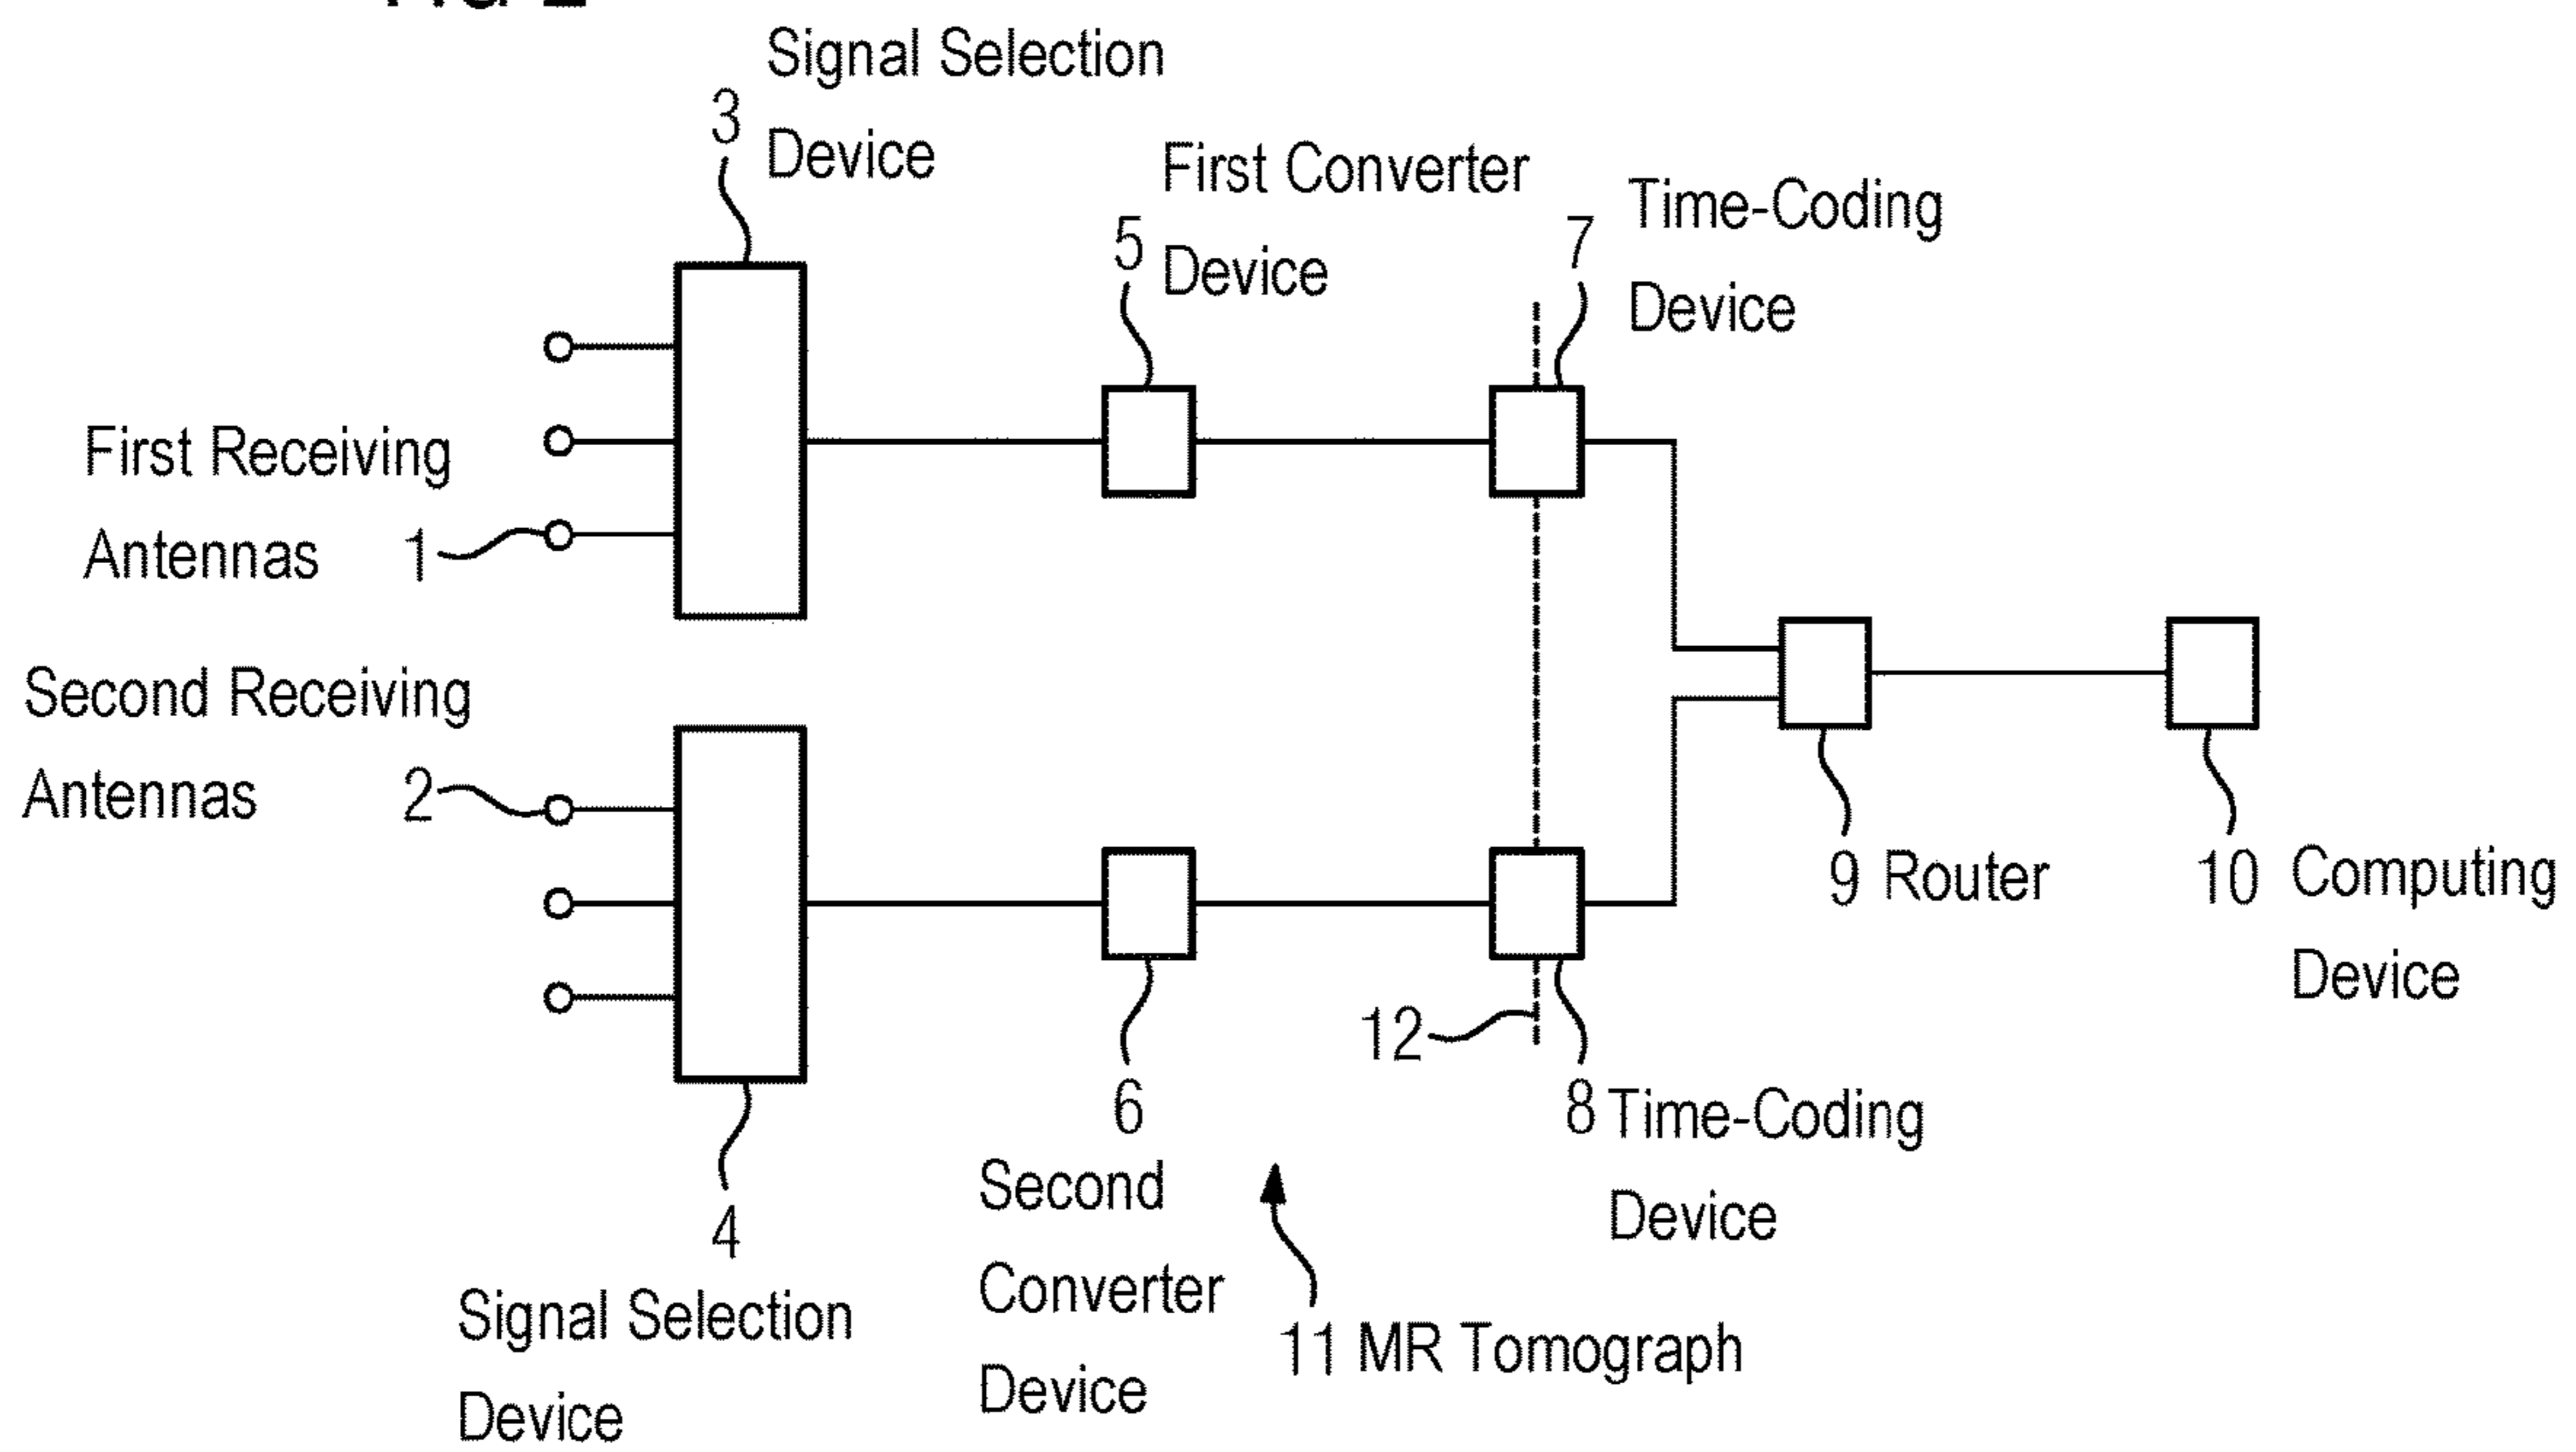 Signal Selection
3 Device
First Converter
5 Device
Time-Coding
7 Device
First Receiving
Antennas 1
Second Receiving
Antennas 2
9 Router
10 Computing
Device
12
6
Second
Converter
Device
8 Time-Coding
Device
4
Signal Selection
Device
11 MR Tomograph